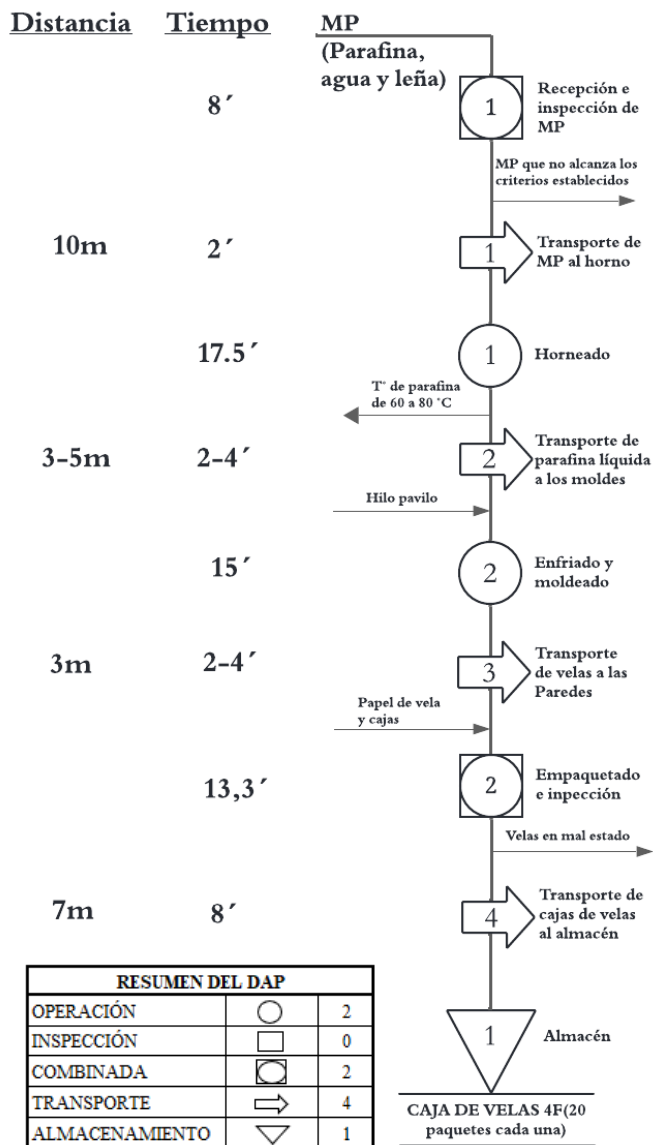 Distancia Tiempo MP
(Parafina,
agua y leña)
8´
1
Recepción e
inspección de
MP
MP que no alcanza los
criterios establecidos
10m
2´
1
Transporte de
MP al horno
17.5´
1
Horneado
T° de parafina
de 60 a 80 °C
3-5m
2-4´
2
Transporte de
parafina líquida
a los moldes
Hilo pavilo
15´
2
Enfriado y
moldeado
3m
2-4´
3
Transporte
de velas a las
Paredes
Papel de vela
y cajas
13,3´
2
Empaquetado
e inpección
Velas en mal estado
7m
8´
4
Transporte de
cajas de velas
al almacén
RESUMEN DEL DAP
OPERACIÓN 2
INSPECCIÓN 0
COMBINADA 2
TRANSPORTE 4
ALMACENAMIENTO 1
1
Almacén
CAJA DE VELAS 4F(20
paquetes cada una)